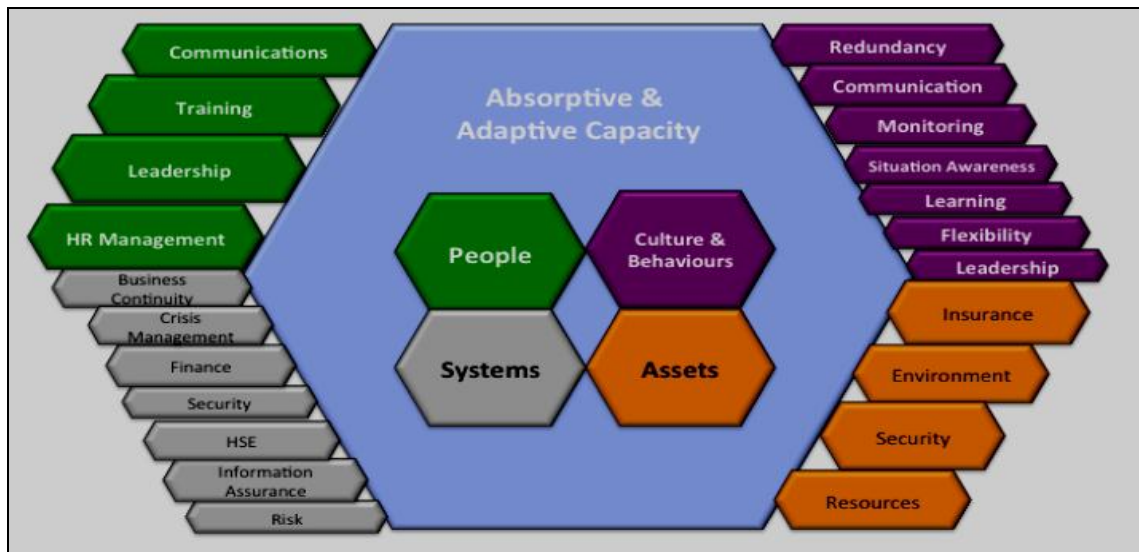 Communications
Training
Leadership
HR Management
Business
Continuity
Crisis
Management
Finance
Security
HSE
Information
Assurance
Risk
Absorptive &
Adaptive Capacity
People
Culture &
Behaviours
Systems
Assets
Redundancy
Communication
Monitoring
Situation Awareness
Learning
Flexibility
Leadership
Insurance
Environment
Security
Resources